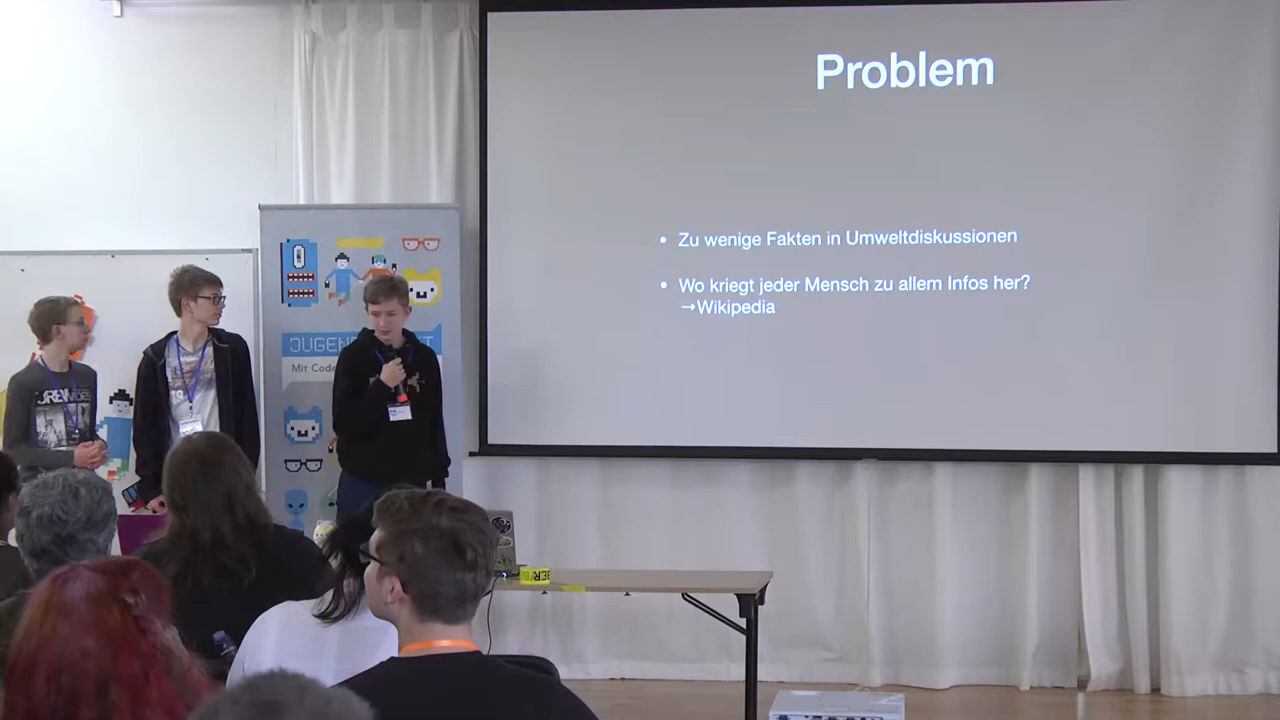 Problem
• Zu wenige Fakten in Umweltdiskussionen
• Wo kriegt jeder Mensch zu allem Infos her?
→Wikipedia
Mit Code